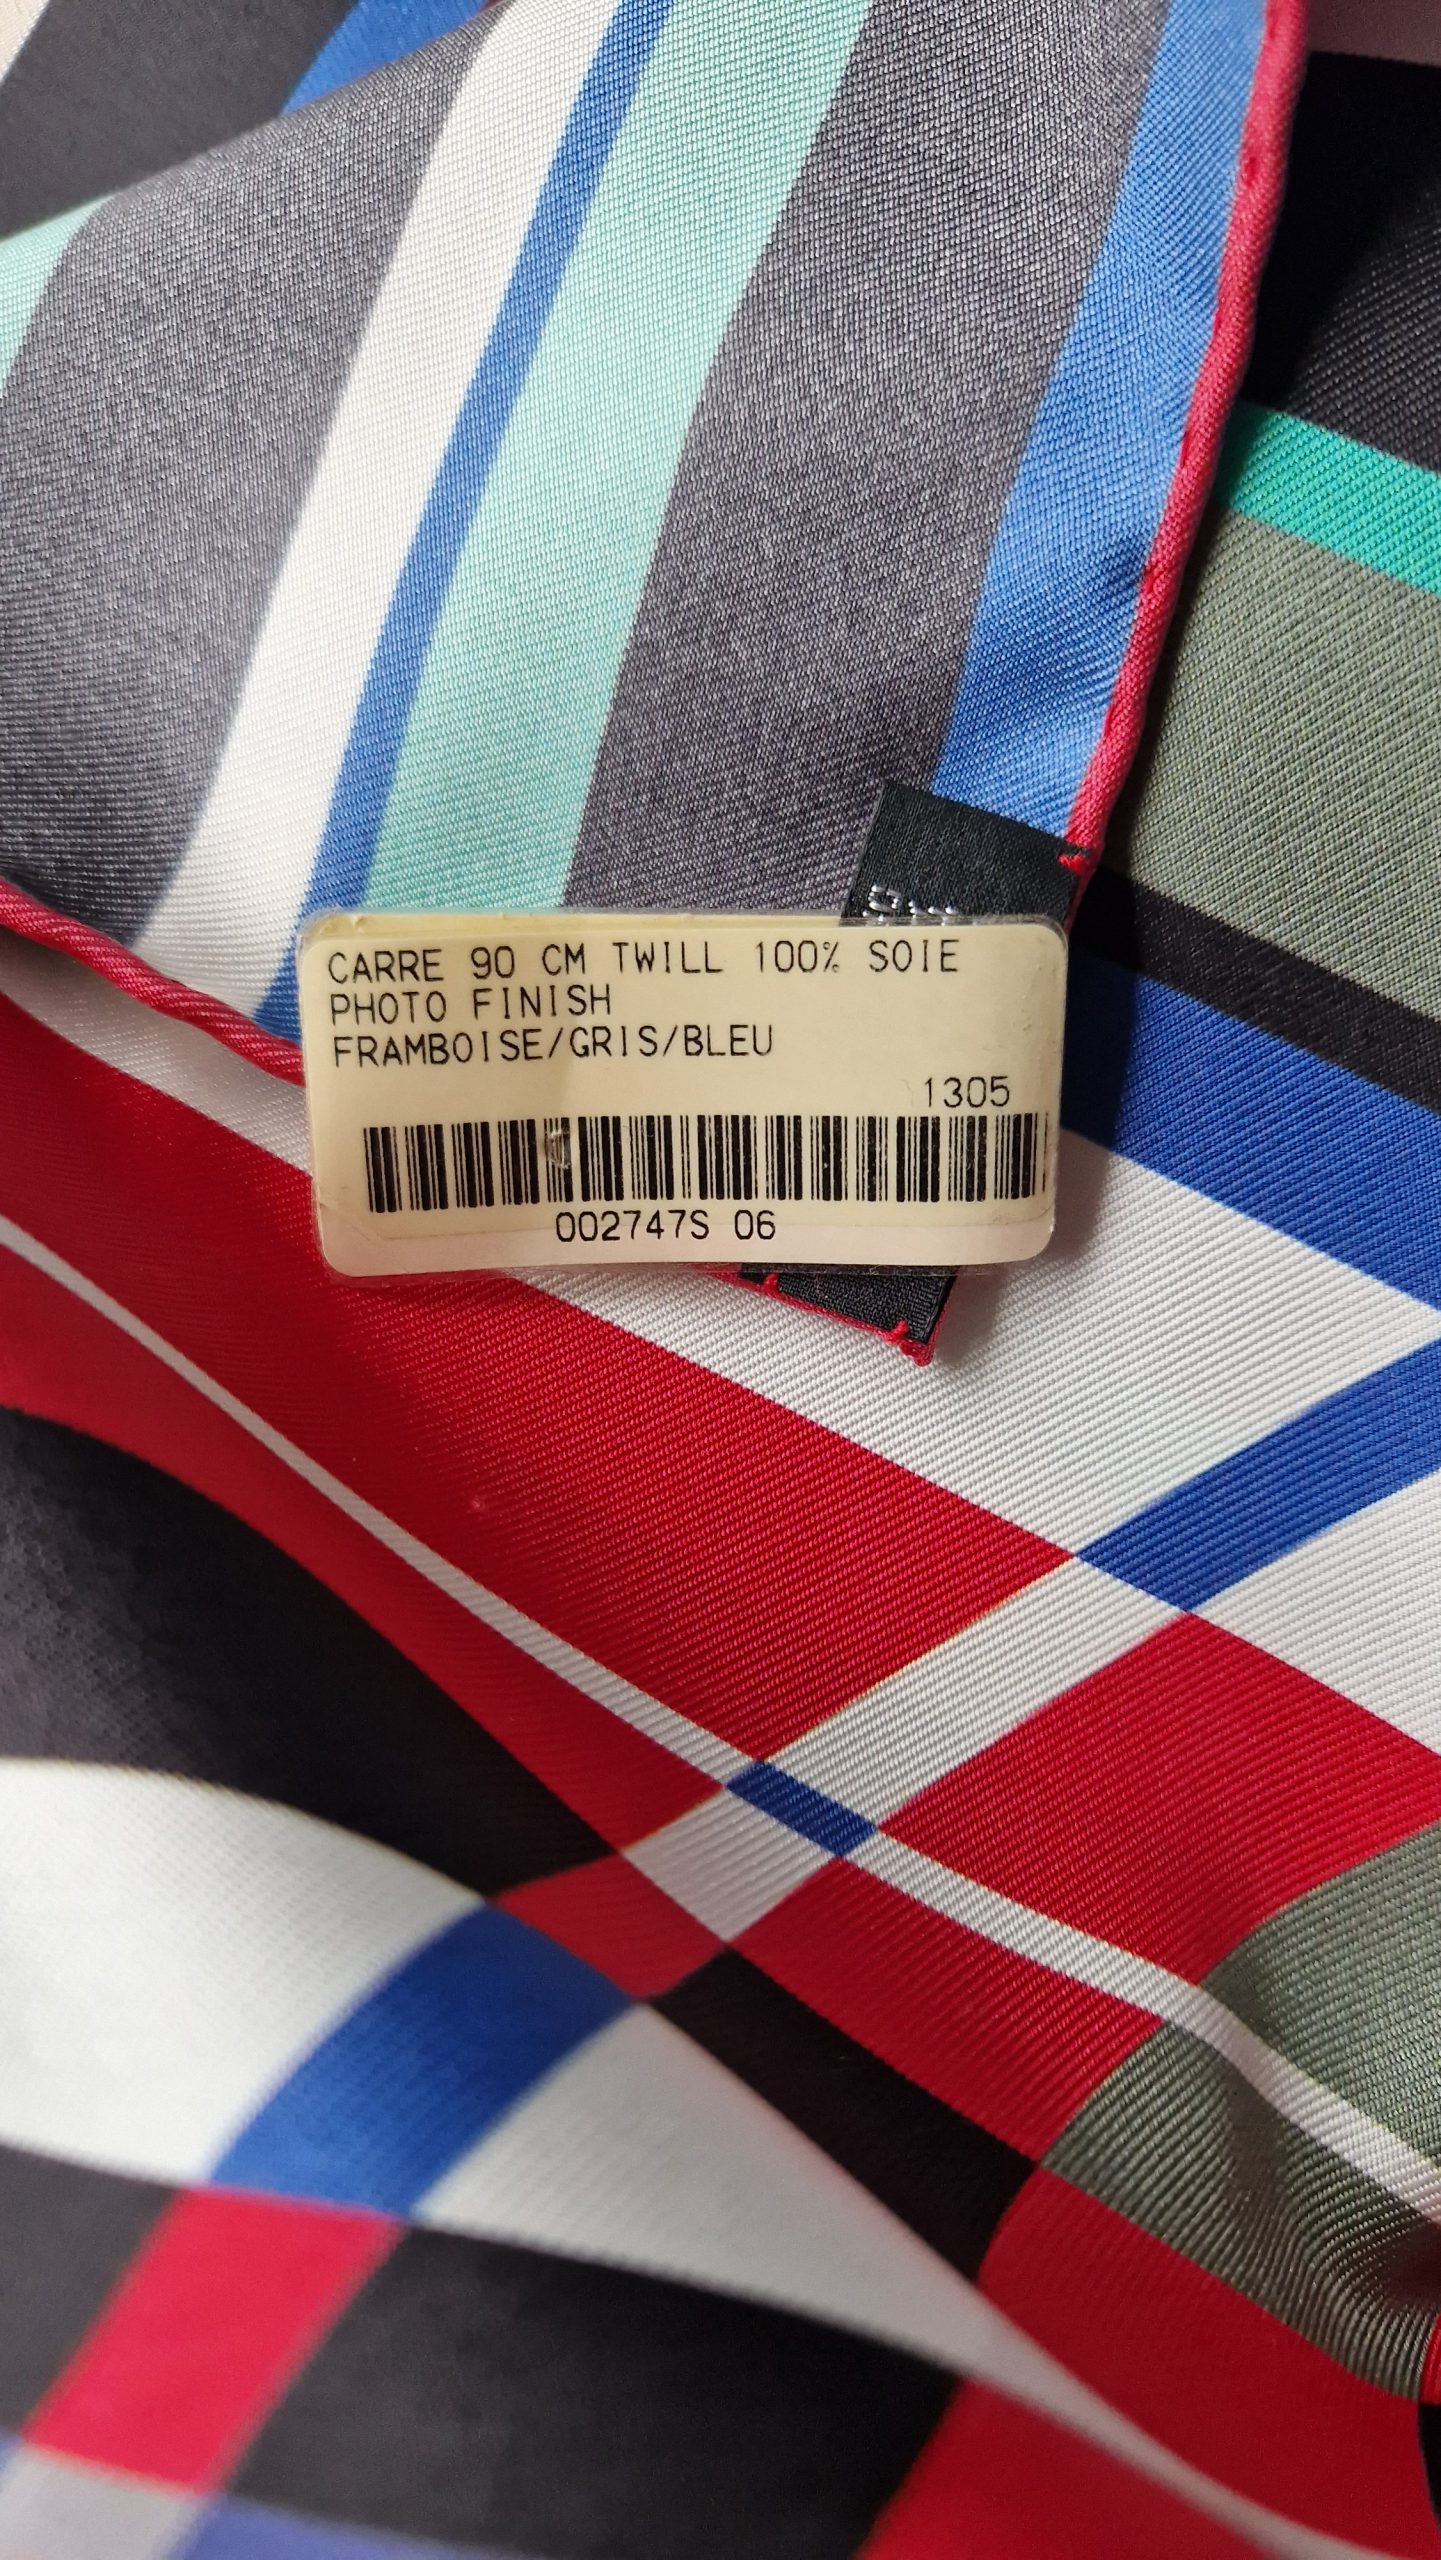 CARRE 90 CM TWILL 100% SOIE
PHOTO FINISH
FRAMBOISE/GRIS/BLEU
1305
002747S 06